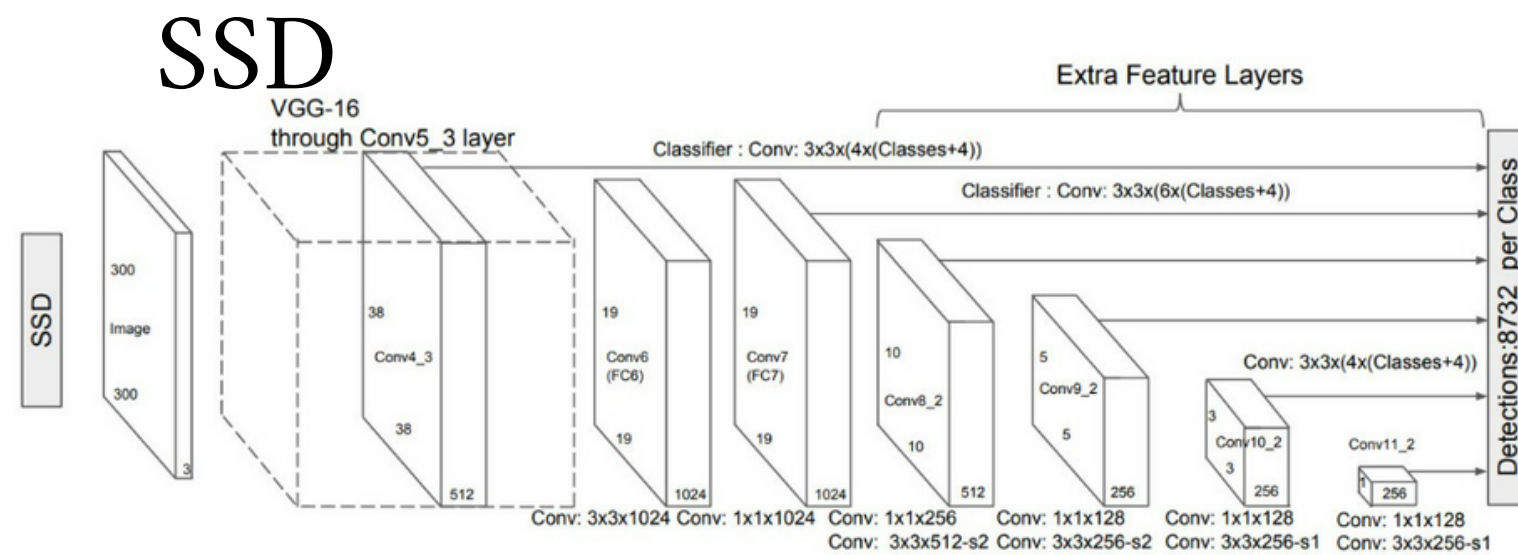 SSD
VGG-16
through Conv5_3 layer
Extra Feature Layers
Classifier : Conv: 3x3x(4x(Classes+4))
Classifier : Conv: 3x3x(6x(Classes+4))
SSD
300
Image
300
3
38
Conv4_3
38
512
19
Conv6
(FC6)
19
1024
19
Conv7
(FC7)
19
1024
10
Conv8_2
10
512
5
Conv9_2
5
256
Conv: 3x3x(4x(Classes+4))
3
Conv10_2
3
256
Conv11_2
1
256
Detections:8732 per Class
Conv: 3x3x1024
Conv: 1x1x1024
Conv: 1x1x256
Conv: 3x3x512-s2
Conv: 1x1x128
Conv: 3x3x256-s2
Conv: 1x1x128
Conv: 3x3x256-s1
Conv: 1x1x128
Conv: 3x3x256-s1